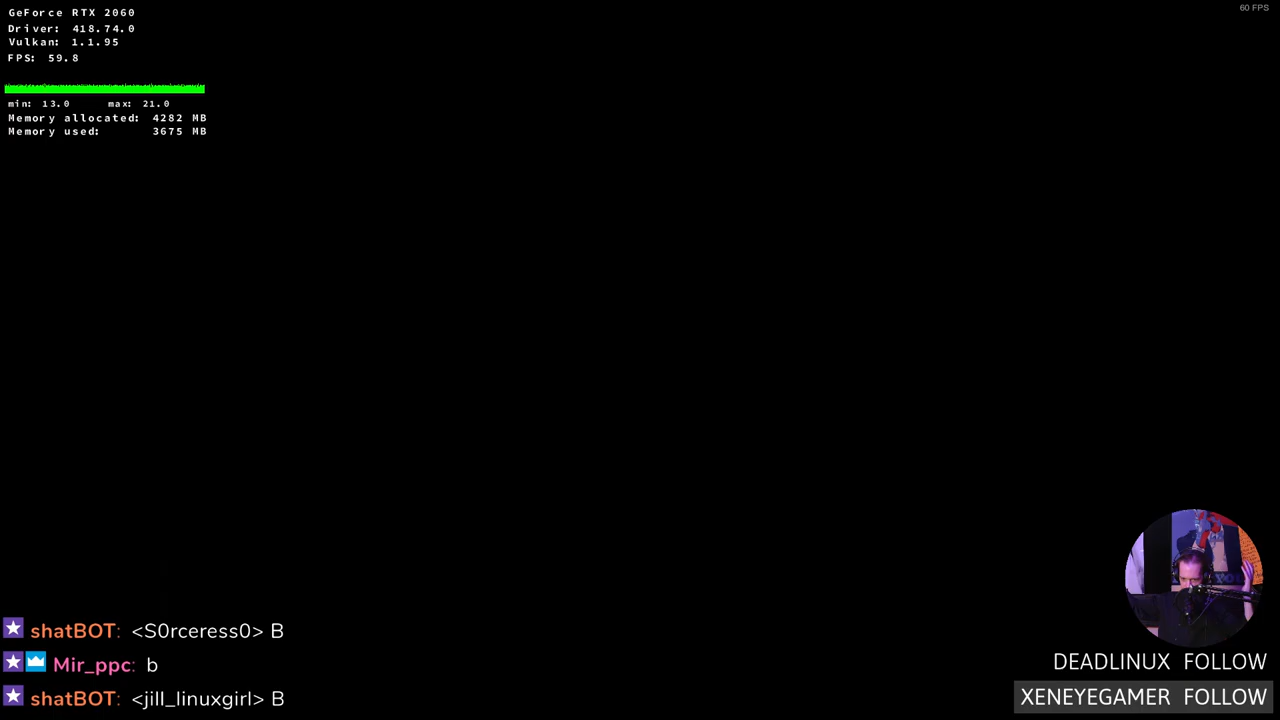 GeForce RTX 2060
60 FPS
Driver: 418.74.0
Vulkan: 1.1.95
FPS: 59.8
min: 13.0 max: 21.0
Memory allocated: 4282 MB
Memory used: 3675 MB
shatBOT: <S0rceress0> B
Mir_ppc: b
shatBOT: <jill_linuxgirl> B
DEADLINUX FOLLOW
XENEYEGAMER FOLLOW